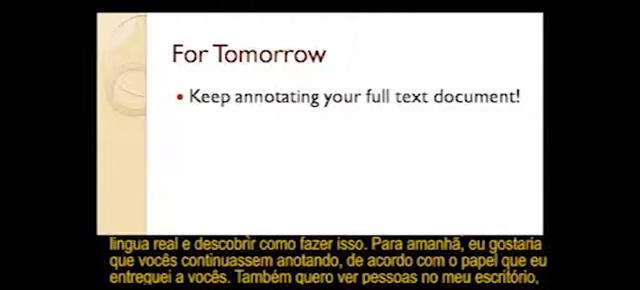 For Tomorrow
• Keep annotating your full text document!
língua real e descobrir como fazer isso. Para amanhã, eu gostaria
que vocês continuassem anotando, de acordo com o papel que eu
entreguei a vocês. Também quero ver pessoas no meu escritório,